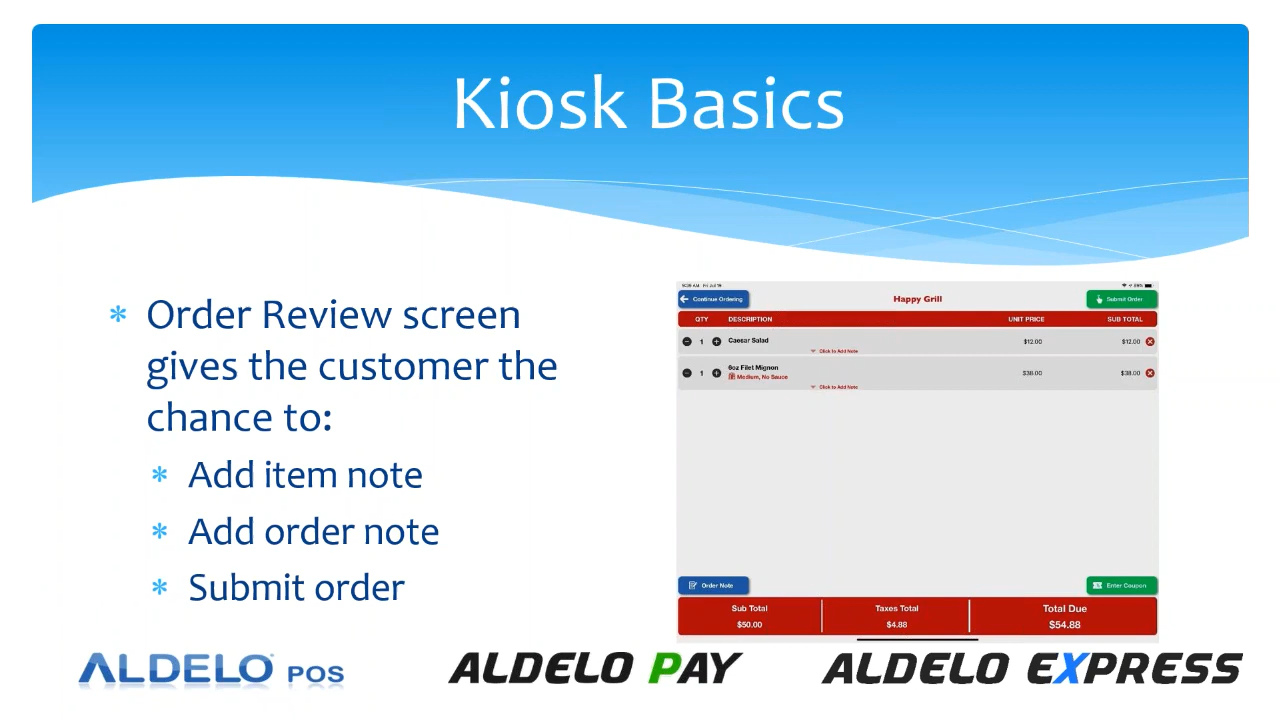 Kiosk Basics
* Order Review screen
gives the customer the
chance to:
* Add item note
* Add order note
* Submit order
Fri Jul 19
Continue Ordering
Happy Grill
Submit Order
QTY DESCRIPTION UNIT PRICE SUB TOTAL
1 Caesar Salad $12.00 $12.00
Click to Add Note
1 6oz Filet Mignon $38.00 $38.00
Medium, No Sauce
Click to Add Note
Order Note
Enter Coupon
Sub Total Taxes Total Total Due
$50.00 $4.88 $54.88
ALDELO POS ALDELO PAY ALDELO EXPRESS